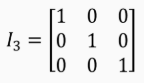 I₃ = [1 0 0
0 1 0
0 0 1]